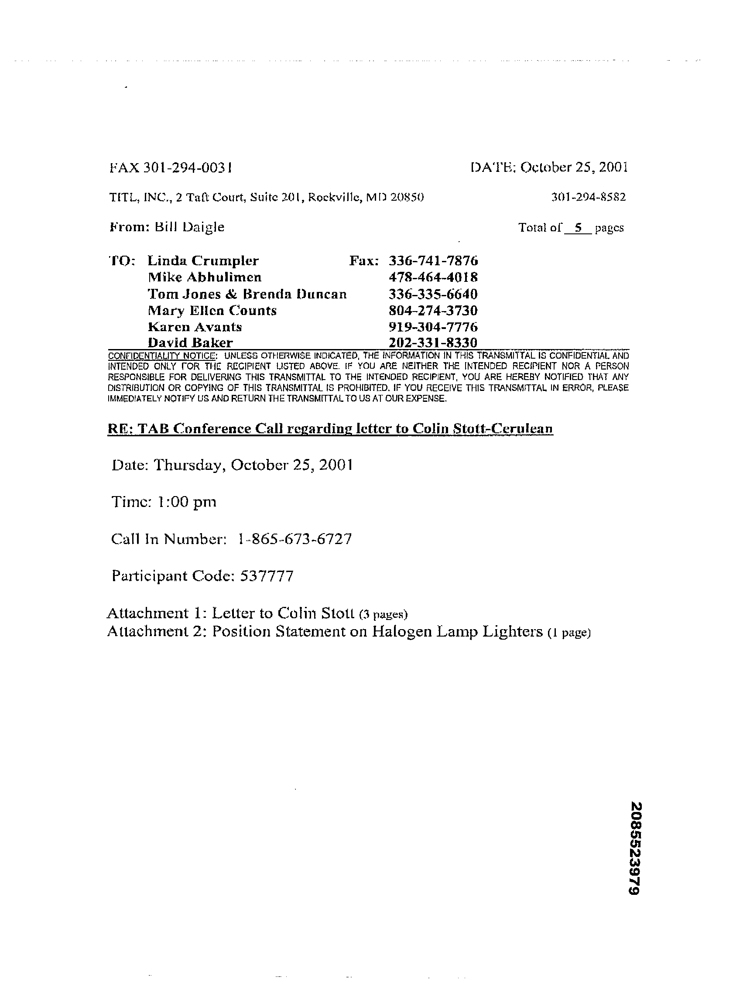 FAX 301-294-0031 DATE: October 25, 2001
TITL, INC., 2 Taft Court, Suite 201, Rockville, MD 20850 301-294-8582
From: Bill Daigle Total of 5 pages
TO: Linda Crumpler Fax: 336-741-7876
Mike Abhulimen 478-464-4018
Tom Jones & Brenda Duncan 336-335-6640
Mary Ellen Counts 804-274-3730
Karen Avants 919-304-7776
David Baker 202-331-8330
CONFIDENTIALITY NOTICE: UNLESS OTHERWISE INDICATED, THE INFORMATION IN THIS TRANSMITTAL IS CONFIDENTIAL AND
INTENDED ONLY FOR THE RECIPIENT LISTED ABOVE. IF YOU ARE NEITHER THE INTENDED RECIPIENT NOR A PERSON
RESPONSIBLE FOR DELIVERING THIS TRANSMITTAL TO THE INTENDED RECIPIENT, YOU ARE HEREBY NOTIFIED THAT ANY
DISTRIBUTION OR COPYING OF THIS TRANSMITTAL IS PROHIBITED. IF YOU RECEIVE THIS TRANSMITTAL IN ERROR, PLEASE
IMMEDIATELY NOTIFY US AND RETURN THE TRANSMITTAL TO US AT OUR EXPENSE.
RE: TAB Conference Call regarding letter to Colin Stott-Cerulean
Date: Thursday, October 25, 2001
Time: 1:00 pm
Call In Number: 1-865-673-6727
Participant Code: 537777
Attachment 1: Letter to Colin Stott (3 pages)
Attachment 2: Position Statement on Halogen Lamp Lighters (1 page)
2085523979